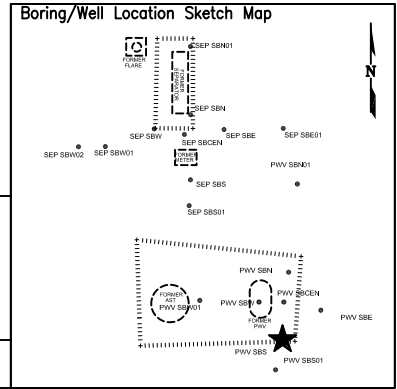 Boring/Well Location Sketch Map
SEP SBN01
FORMER
FLARE
FORMER
SEPARATOR
N
SEP SBN
SEP SBW
SEP SBE
SEP SBE01
SEP SBCEN
SEP SBW02
SEP SBW01
FORMER
METER
PWV SBN01
SEP SBS
SEP SBS01
PWV SBN
FORMER
AST
PWV SBW01
PWV SBW
PWV SBCEN
FORMER
PWV
PWV SBE
PWV SBS
PWV SBS01